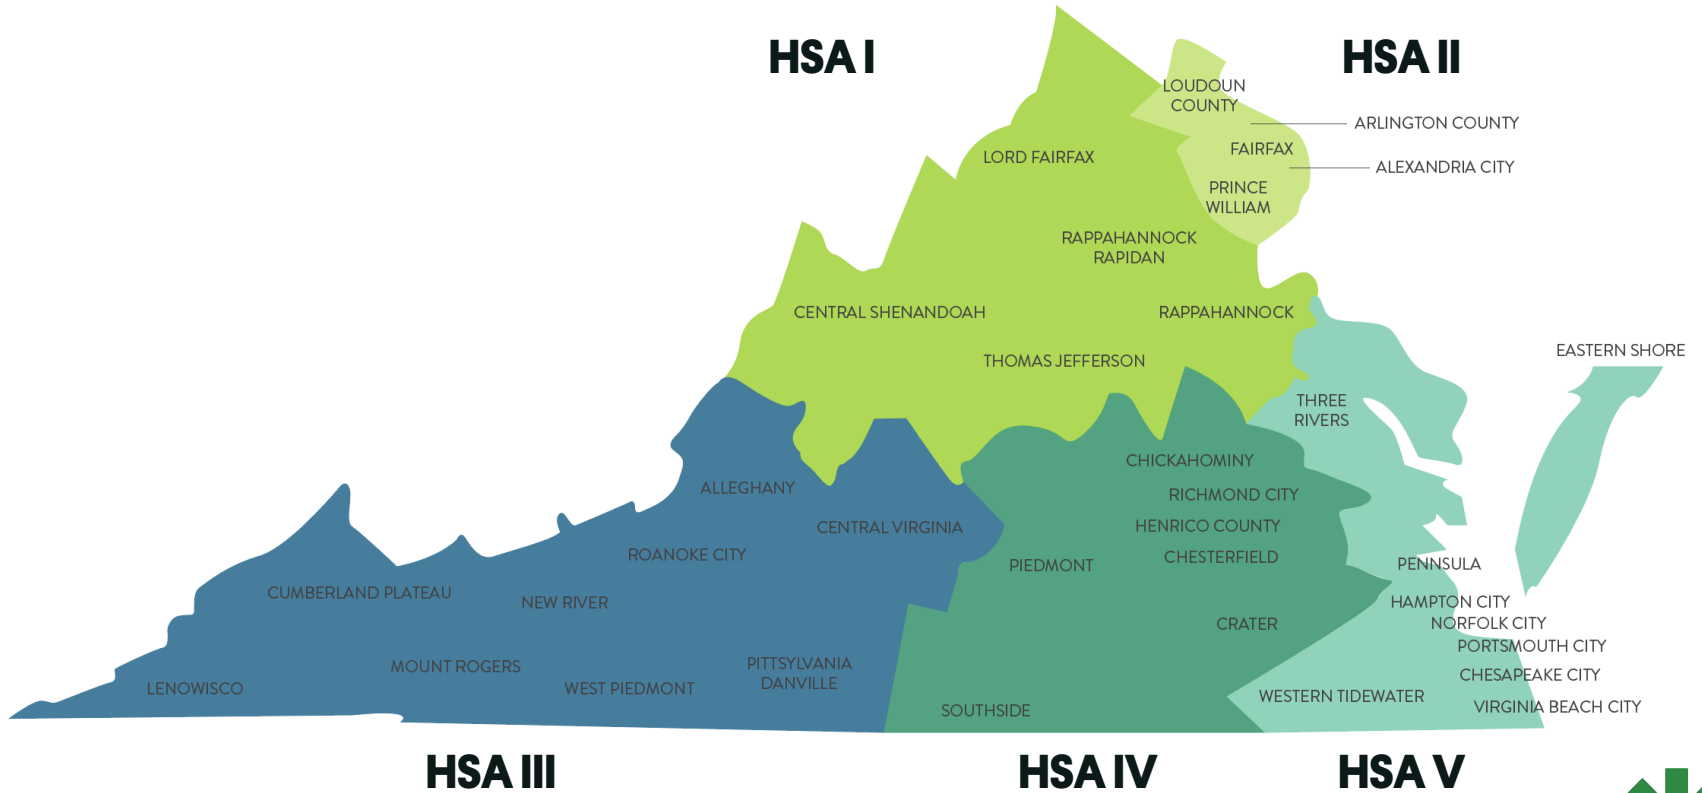 HSA I
HSA II
LOUDOUN
COUNTY
ARLINGTON COUNTY
FAIRFAX
LORD FAIRFAX
ALEXANDRIA CITY
PRINCE
WILLIAM
RAPPAHANNOCK
RAPIDAN
CENTRAL SHENANDOAH
RAPPAHANNOCK
EASTERN SHORE
THOMAS JEFFERSON
THREE
RIVERS
CHICKAHOMINY
ALLEGHANY
RICHMOND CITY
CENTRAL VIRGINIA
HENRICO COUNTY
ROANOKE CITY
CHESTERFIELD
PIEDMONT
PENNSULA
CUMBERLAND PLATEAU
NEW RIVER
HAMPTON CITY
CRATER
NORFOLK CITY
PORTSMOUTH CITY
MOUNT ROGERS
PITTSYLVANIA
DANVILLE
CHESAPEAKE CITY
LENOWISCO
WEST PIEDMONT
WESTERN TIDEWATER
SOUTHSIDE
VIRGINIA BEACH CITY
HSA III
HSA IV
HSA V